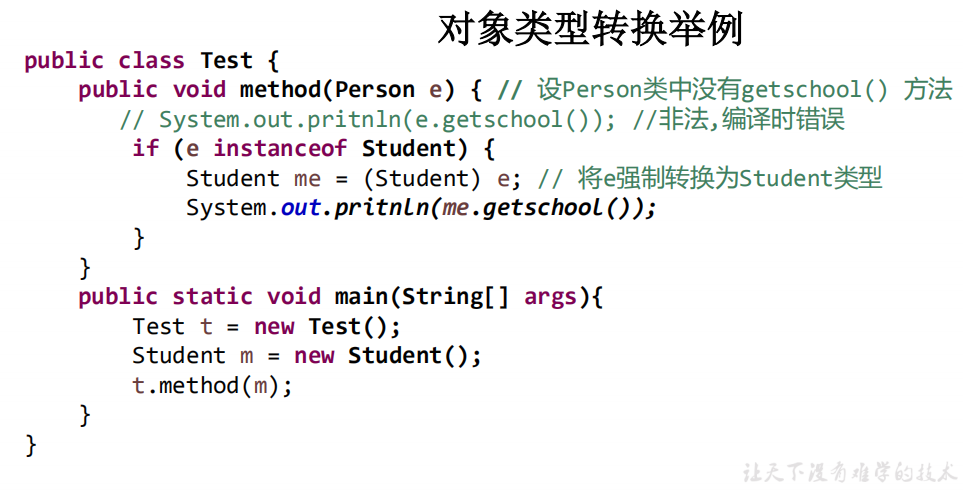 对象类型转换举例
public class Test {
public void method(Person e) { // 设Person类中没有getschool() 方法
// System.out.pritnln(e.getschool()); //非法,编译时错误
if (e instanceof Student) {
Student me = (Student) e; // 将e强制转换为Student类型
System.out.pritnln(me.getschool());
}
}
public static void main(String[] args){
Test t = new Test();
Student m = new Student();
t.method(m);
}
}
让天下没有难学的技术